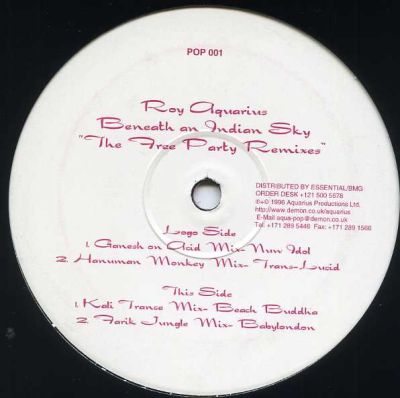 POP 001
Roy Aquarius
Beneath an Indian Sky
"The Free Party Remixes"
DISTRIBUTED BY ESSENTIAL/BMG
ORDER DESK +121 500 5678
℗+© 1996 Aquarius Productions Ltd.
http://www.demon.co.uk/aquarius
E-Mail aqua-pop@demon.co.uk
Tel: +171 289 5446 Fax: +171 289 1566
Logo Side
1. Ganesh on Acid Mix- Nuw Idol
2. Hanuman Monkey Mix- Trans-Lucid
This Side
1. Kali Transe Mix- Beach Buddha
2. Farik Jungle Mix- Babylondon